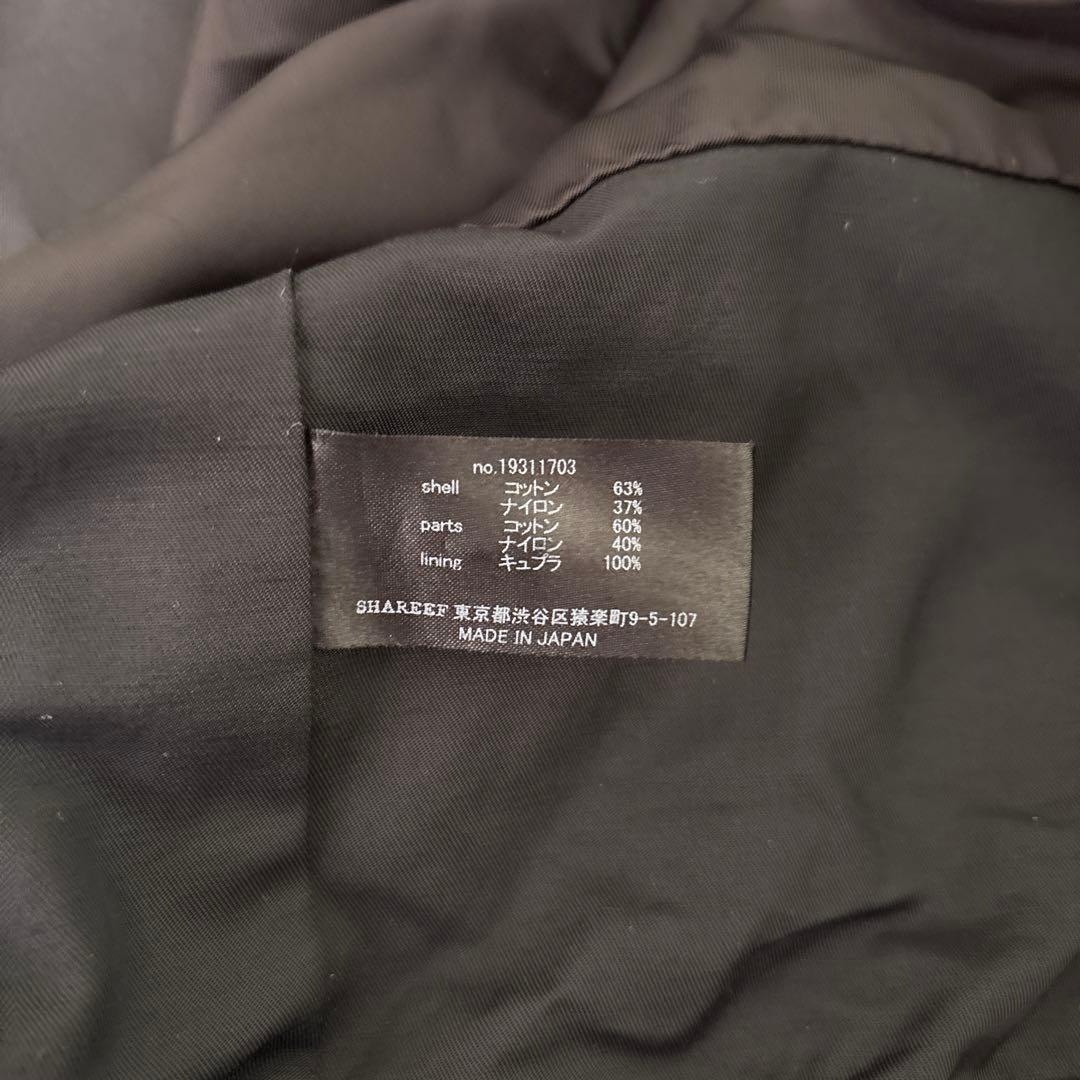 no.19311703
shell コットン 63%
ナイロン 37%
parts コットン 60%
ナイロン 40%
lining キュプラ 100%
SHAREEF 東京都渋谷区猿楽町9-5-107
MADE IN JAPAN